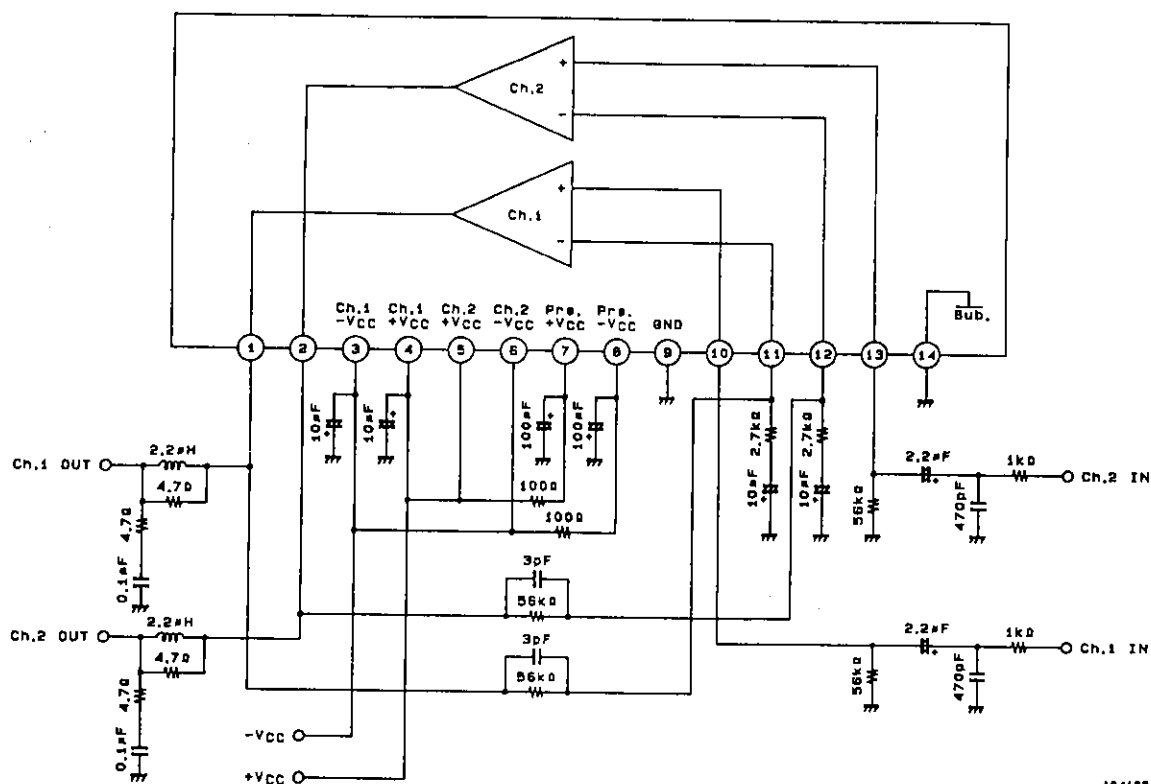 +
Ch.2
−
+
Ch.1
−
Ch.1 -VCC
Ch.1 +VCC
Ch.2 +VCC
Ch.2 -VCC
Pre. +VCC
Pre. -VCC
GND
Sub.
1 2 3 4 5 6 7 8 9 10 11 12 13 14
10µF
+
10µF
+
100µF
+
100µF
+
2.7kΩ
2.7kΩ
10µF
+
10µF
+
100Ω
100Ω
Ch.1 OUT
2.2µH
4.7Ω
4.7Ω
0.1µF
56kΩ
2.2µF
+
470pF
1kΩ
Ch.2 IN
3pF
56kΩ
Ch.2 OUT
2.2µH
4.7Ω
4.7Ω
0.1µF
3pF
56kΩ
56kΩ
2.2µF
+
470pF
1kΩ
Ch.1 IN
-VCC
+VCC